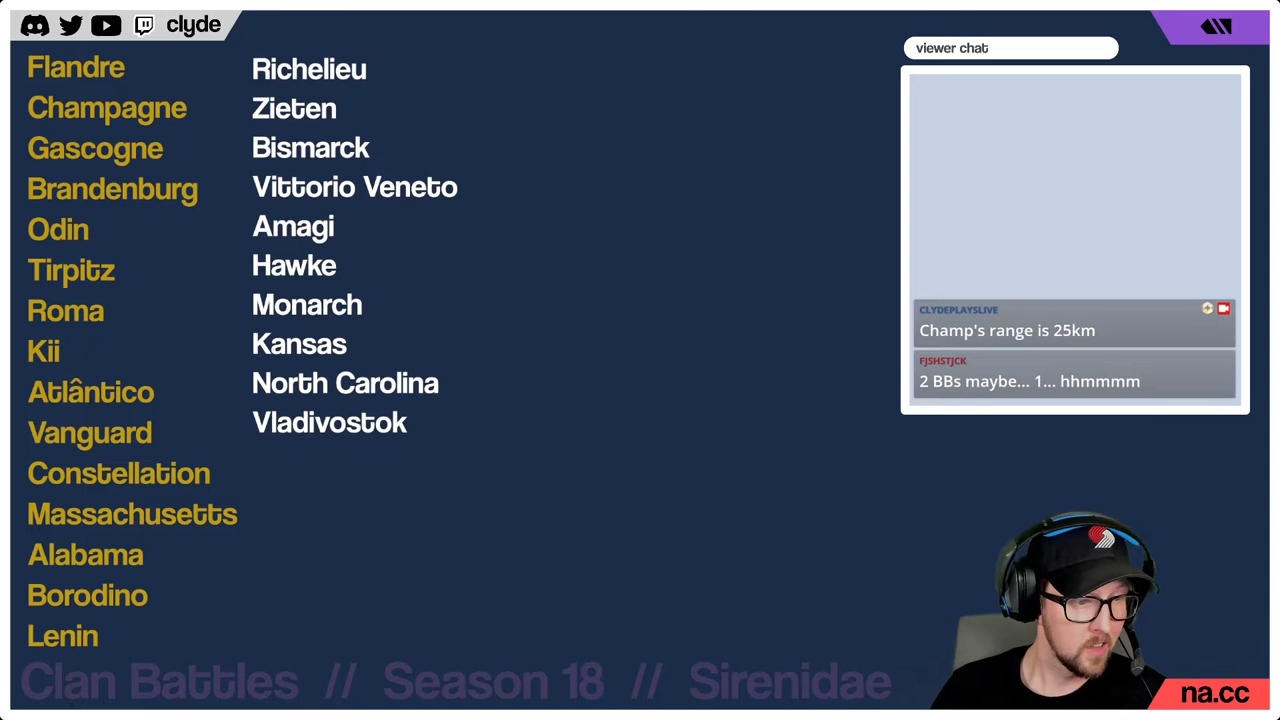 clyde
Flandre
Champagne
Gascogne
Brandenburg
Odin
Tirpitz
Roma
Kii
Atlântico
Vanguard
Constellation
Massachusetts
Alabama
Borodino
Lenin
Richelieu
Zieten
Bismarck
Vittorio Veneto
Amagi
Hawke
Monarch
Kansas
North Carolina
Vladivostok
viewer chat
CLYDEPLAYSLIVE
Champ's range is 25km
FJSHSTJCK
2 BBs maybe... 1... hhmmmm
Clan Battles // Season 18 // Sirenidae
na.cc